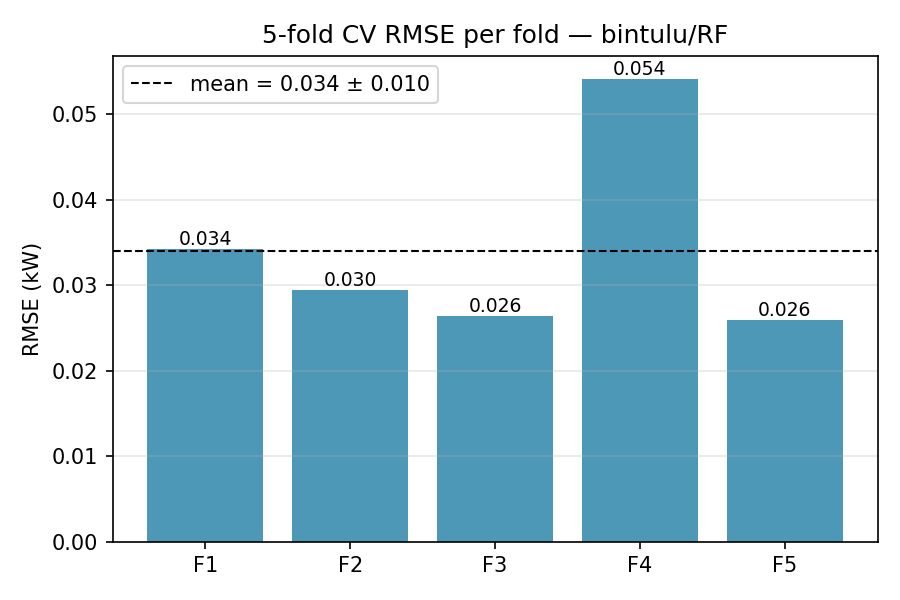 5-fold CV RMSE per fold — bintulu/RF
mean = 0.034 ± 0.010
RMSE (kW)
0.05
0.04
0.03
0.02
0.01
0.00
0.034
0.030
0.026
0.054
0.026
F1
F2
F3
F4
F5